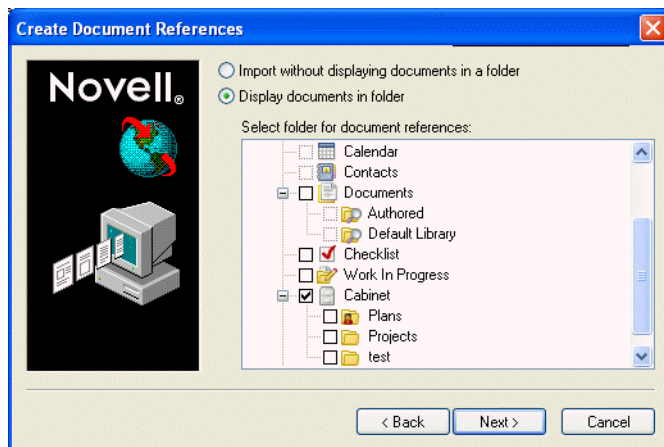 Create Document References
Novell®
Import without displaying documents in a folder
Display documents in folder
Select folder for document references:
Calendar
Contacts
Documents
Authored
Default Library
Checklist
Work In Progress
Cabinet
Plans
Projects
test
< Back
Next >
Cancel